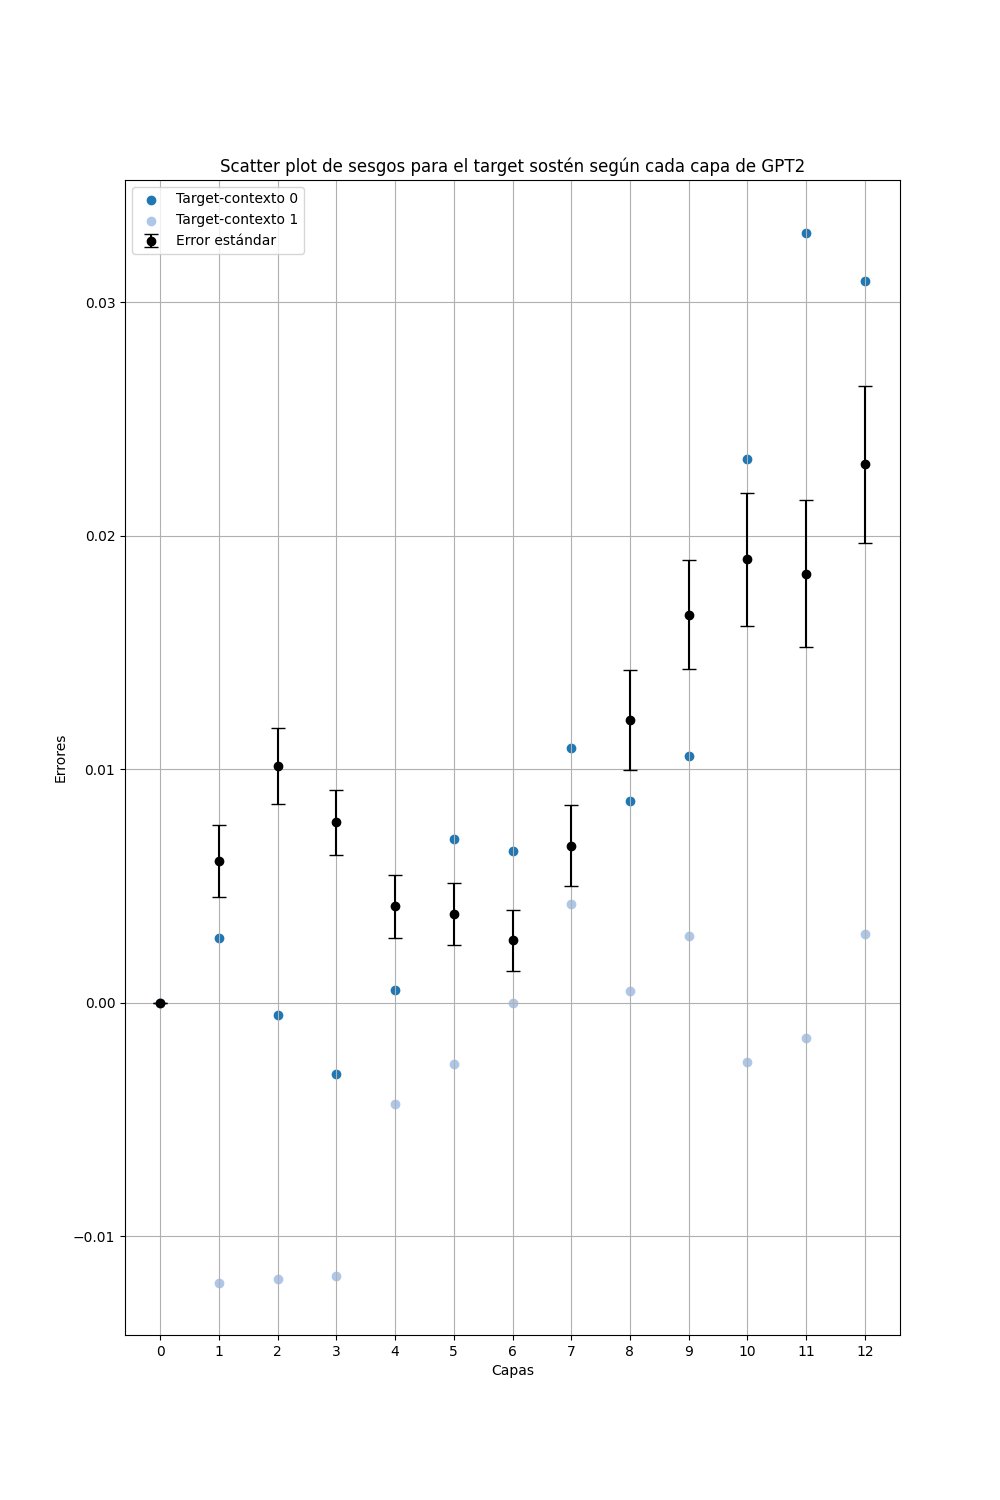 Scatter plot de sesgos para el target sostén según cada capa de GPT2
Target-contexto 0
Target-contexto 1
Error estándar
0.03
0.02
0.01
0.00
−0.01
Errores
0 1 2 3 4 5 6 7 8 9 10 11 12
Capas